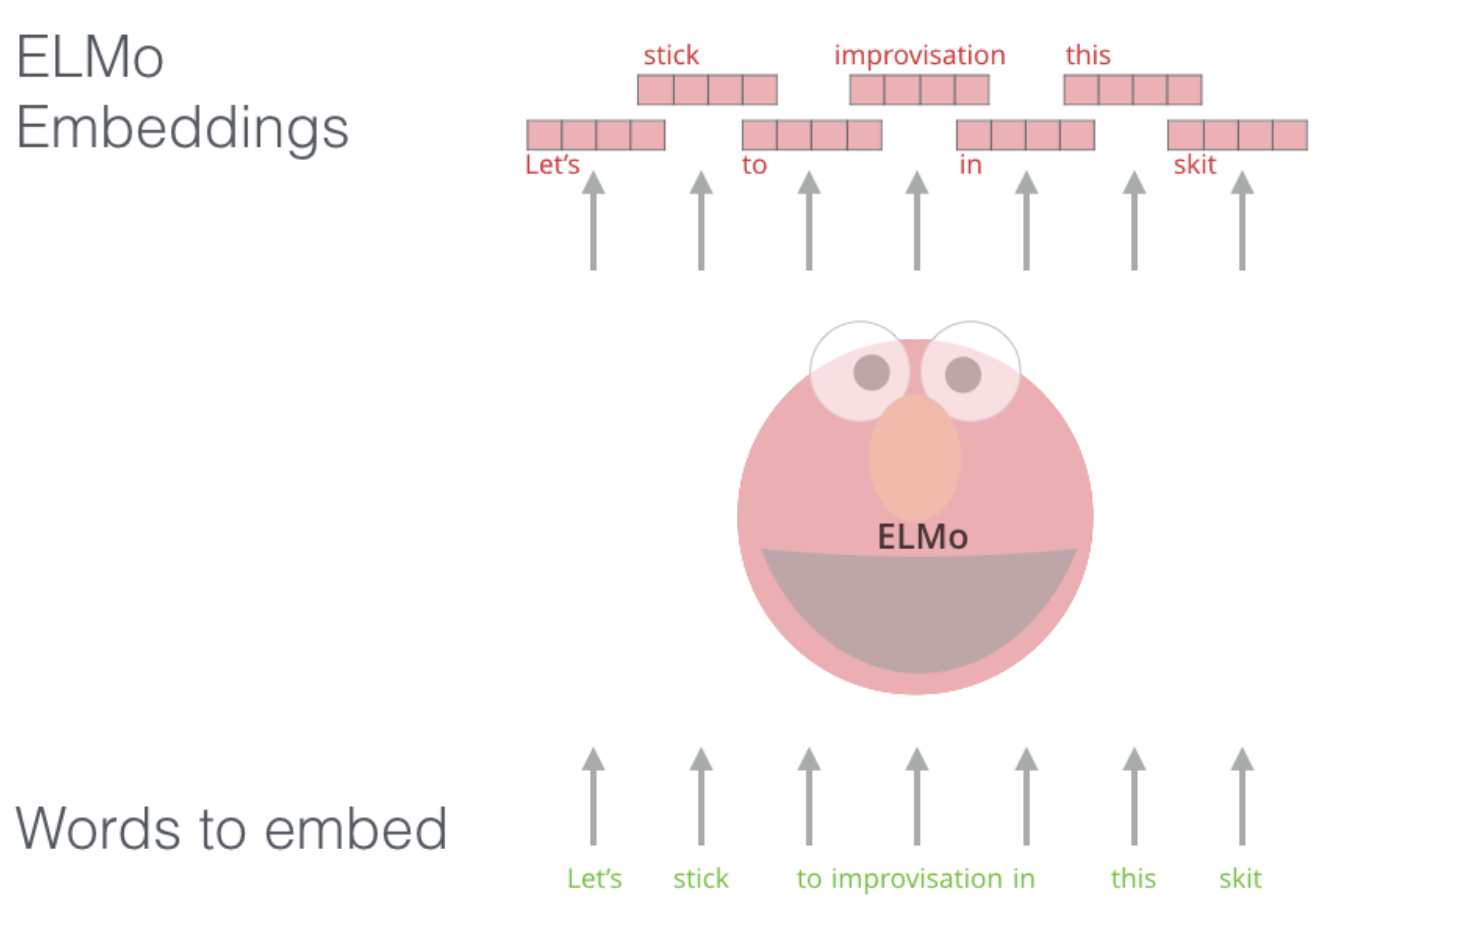 ELMo
Embeddings
stick improvisation this
Let's to in skit
ELMo
Words to embed
Let's stick to improvisation in this skit